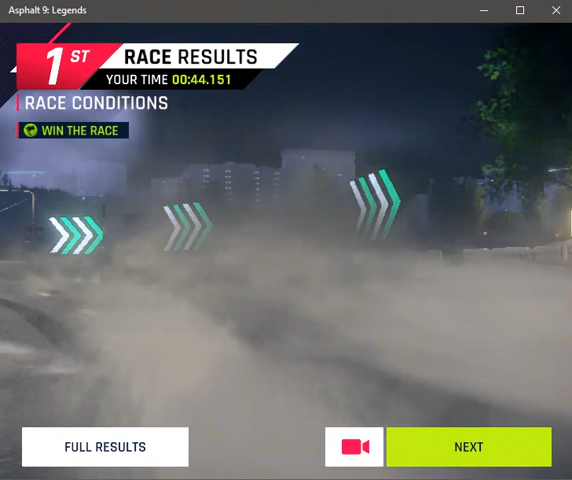 Asphalt 9: Legends
1ST
RACE RESULTS
YOUR TIME 00:44.151
RACE CONDITIONS
WIN THE RACE
FULL RESULTS
NEXT